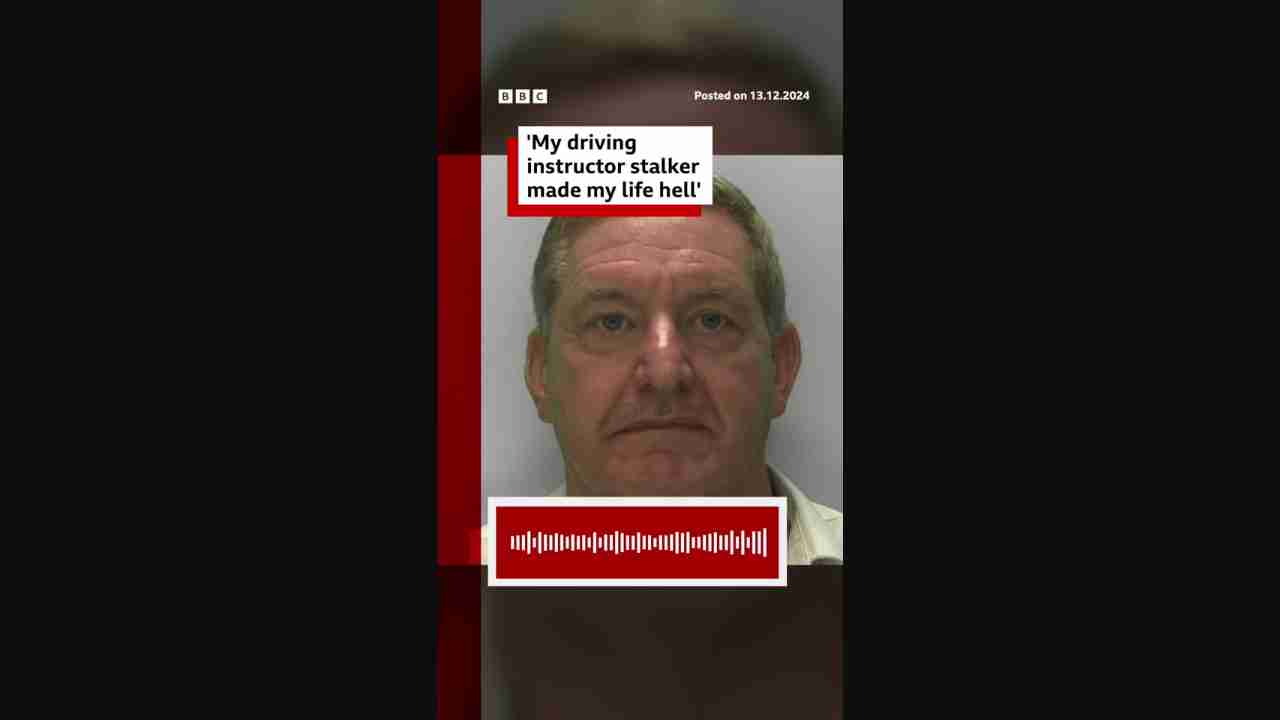 BBC
Posted on 13.12.2024
'My driving
instructor stalker
made my life hell'